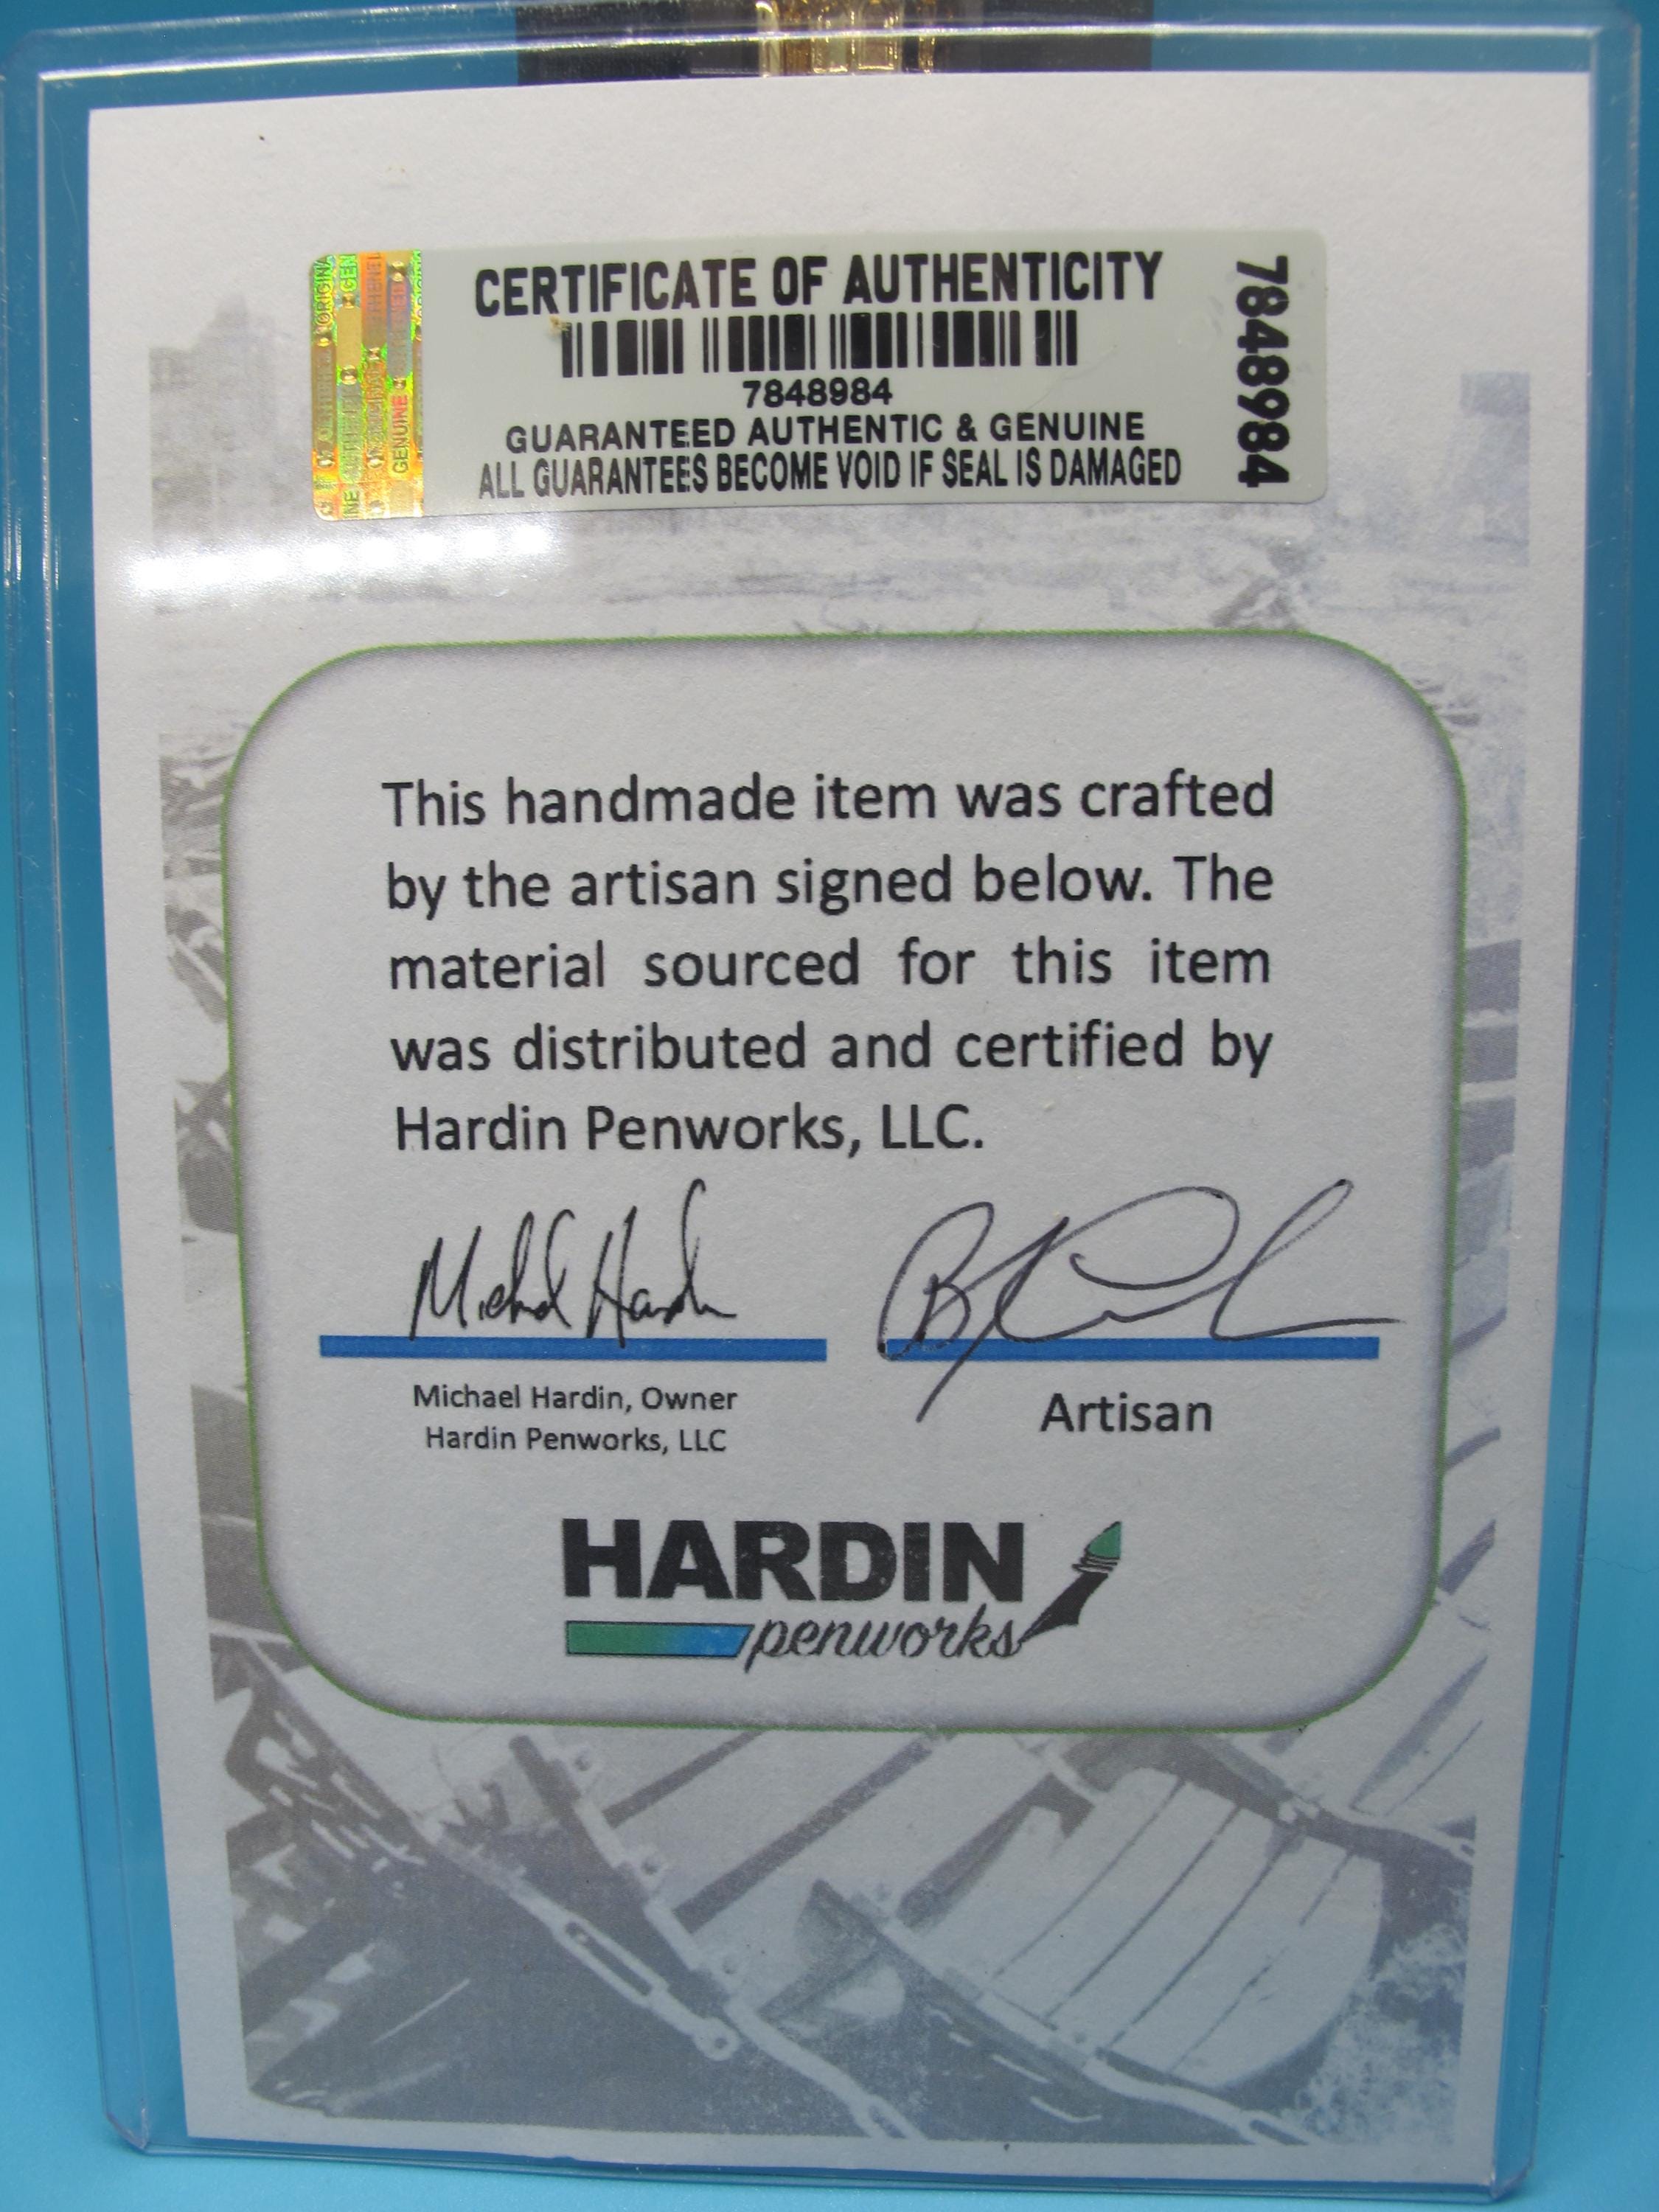 CERTIFICATE OF AUTHENTICITY
7848984
7848984
GUARANTEED AUTHENTIC & GENUINE
ALL GUARANTEES BECOME VOID IF SEAL IS DAMAGED
GENUINE
This handmade item was crafted
by the artisan signed below. The
material sourced for this item
was distributed and certified by
Hardin Penworks, LLC.
Michael Hardin
Michael Hardin, Owner
Hardin Penworks, LLC
Artisan
HARDIN
penworks